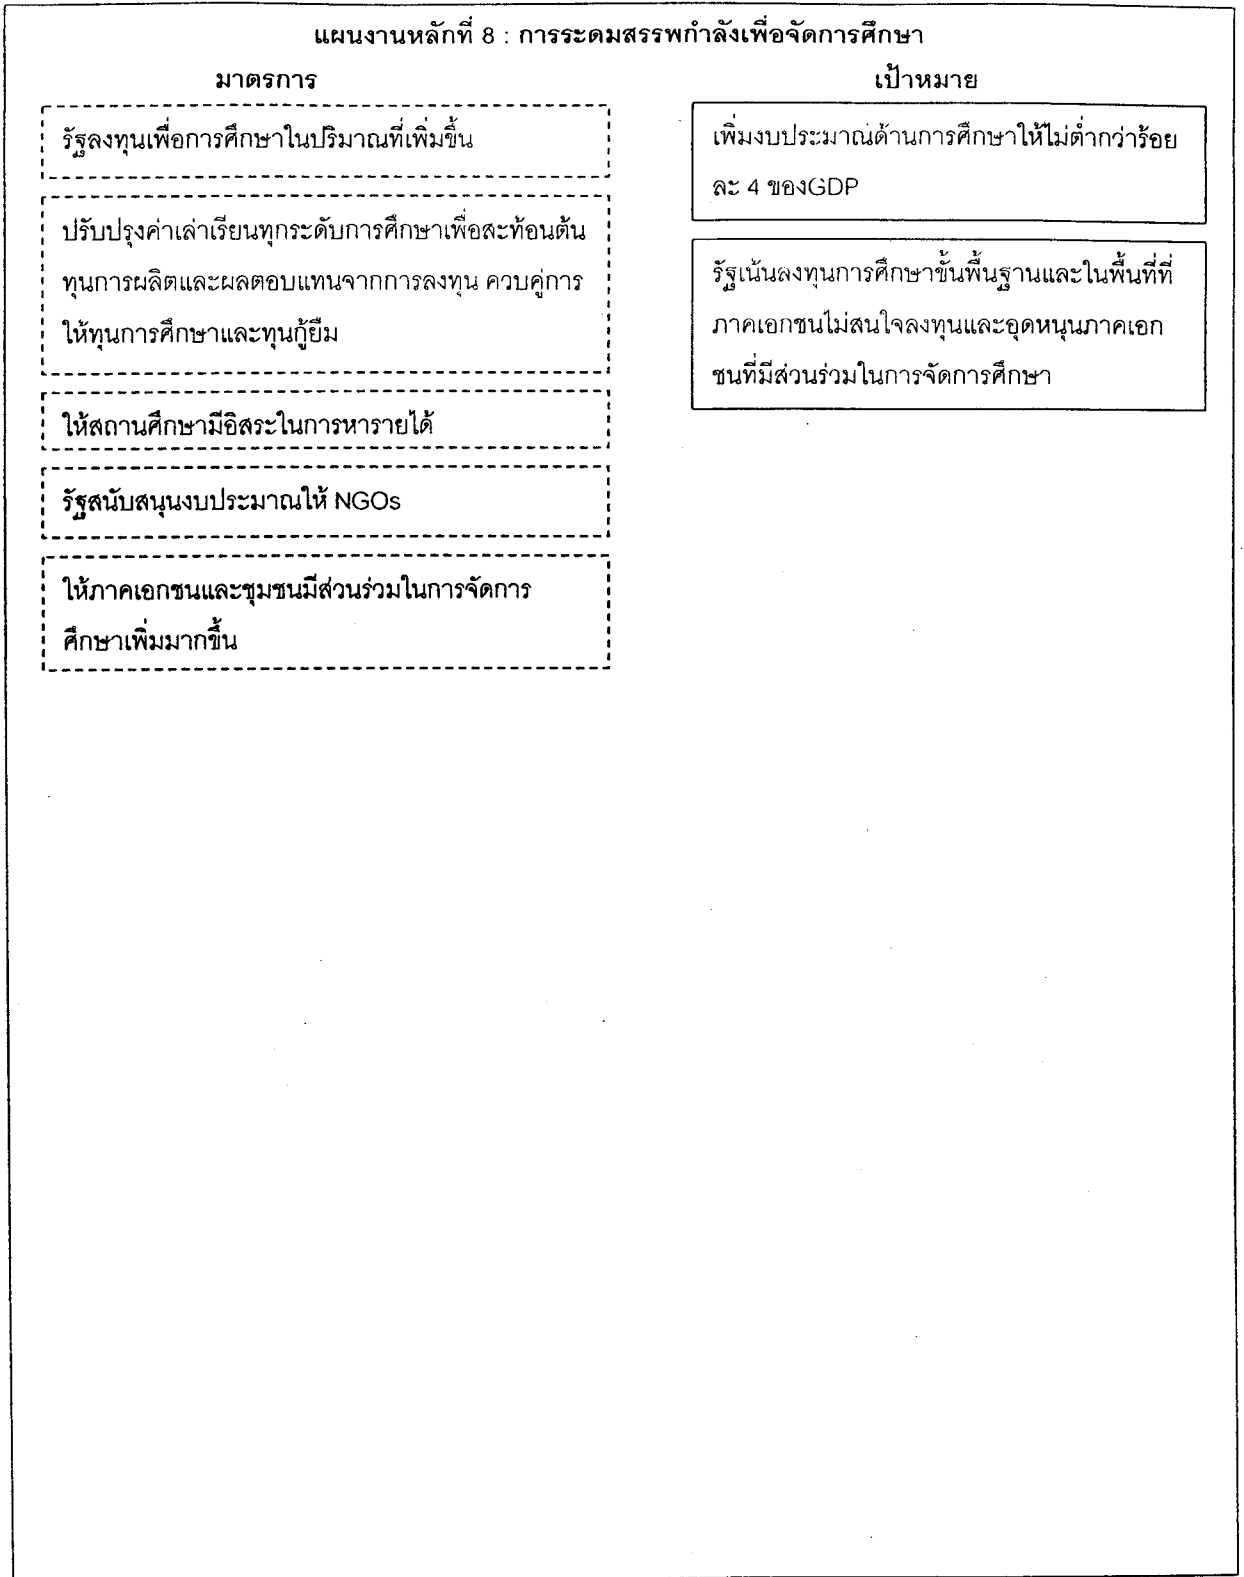 แผนงานหลักที่ 8 : การระดมสรรพกำลังเพื่อจัดการศึกษา
มาตรการ
รัฐลงทุนเพื่อการศึกษาในปริมาณที่เพิ่มขึ้น
ปรับปรุงค่าเล่าเรียนทุกระดับการศึกษาเพื่อสะท้อนต้น
ทุนการผลิตและผลตอบแทนจากการลงทุน ควบคู่การ
ให้ทุนการศึกษาและทุนกู้ยืม
ให้สถานศึกษามีอิสระในการหารายได้
รัฐสนับสนุนงบประมาณให้ NGOs
ให้ภาคเอกชนและชุมชนมีส่วนร่วมในการจัดการ
ศึกษาเพิ่มมากขึ้น
เป้าหมาย
เพิ่มงบประมาณด้านการศึกษาให้ไม่ต่ำกว่าร้อย
ละ 4 ของGDP
รัฐเน้นลงทุนการศึกษาขั้นพื้นฐานและในพื้นที่ที่
ภาคเอกชนไม่สนใจลงทุนและอุดหนุนภาคเอก
ชนที่มีส่วนร่วมในการจัดการศึกษา